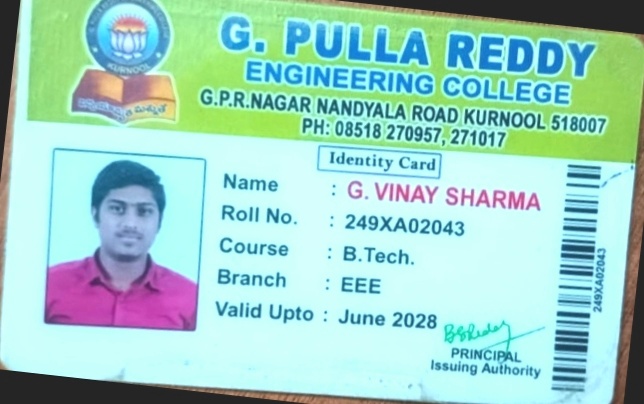 KURNOOL
G. PULLA REDDY
ENGINEERING COLLEGE
G.P.R.NAGAR NANDYALA ROAD KURNOOL 518007
PH: 08518 270957, 271017
Identity Card
Name : G. VINAY SHARMA
Roll No. : 249XA02043
Course : B.Tech.
Branch : EEE
Valid Upto : June 2028
PRINCIPAL
Issuing Authority
249XA02043